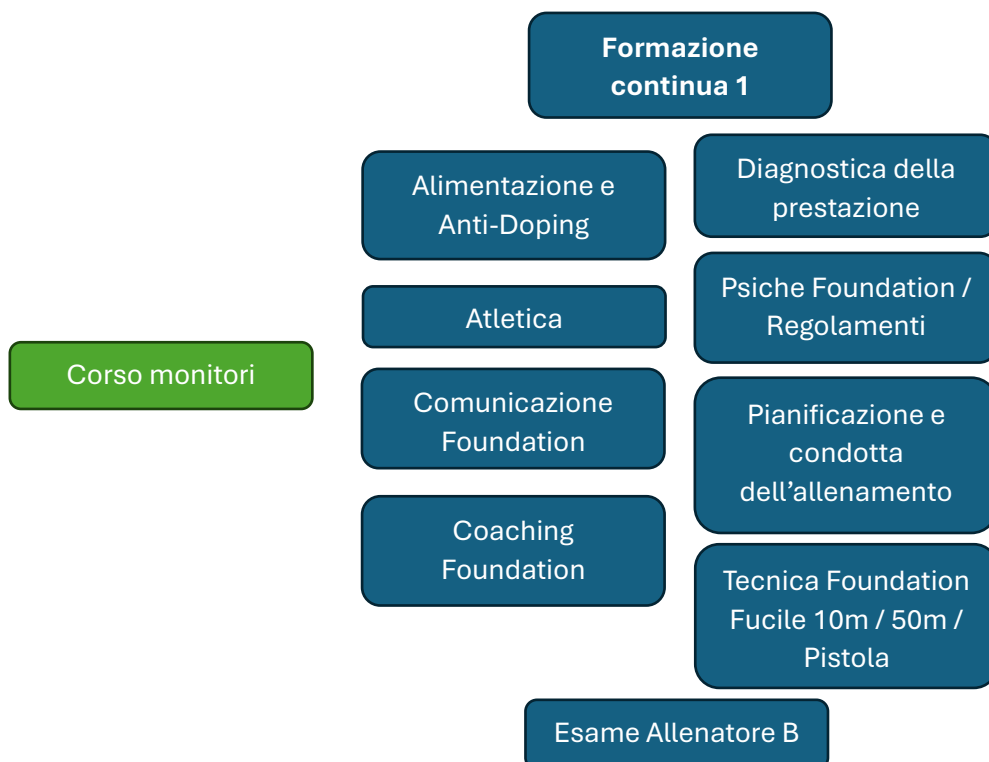 Formazione
continua 1
Alimentazione e
Anti-Doping
Diagnostica della
prestazione
Atletica
Psiche Foundation /
Regolamenti
Corso monitori
Comunicazione
Foundation
Pianificazione e
condotta
dell’allenamento
Coaching
Foundation
Tecnica Foundation
Fucile 10m / 50m /
Pistola
Esame Allenatore B